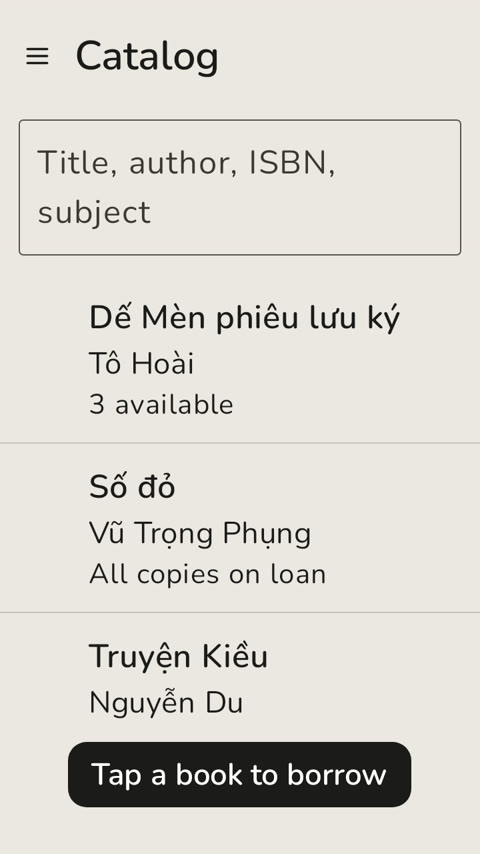 Catalog
Title, author, ISBN,
subject
Dế Mèn phiêu lưu ký
Tô Hoài
3 available
Số đỏ
Vũ Trọng Phụng
All copies on loan
Truyện Kiều
Nguyễn Du
Tap a book to borrow